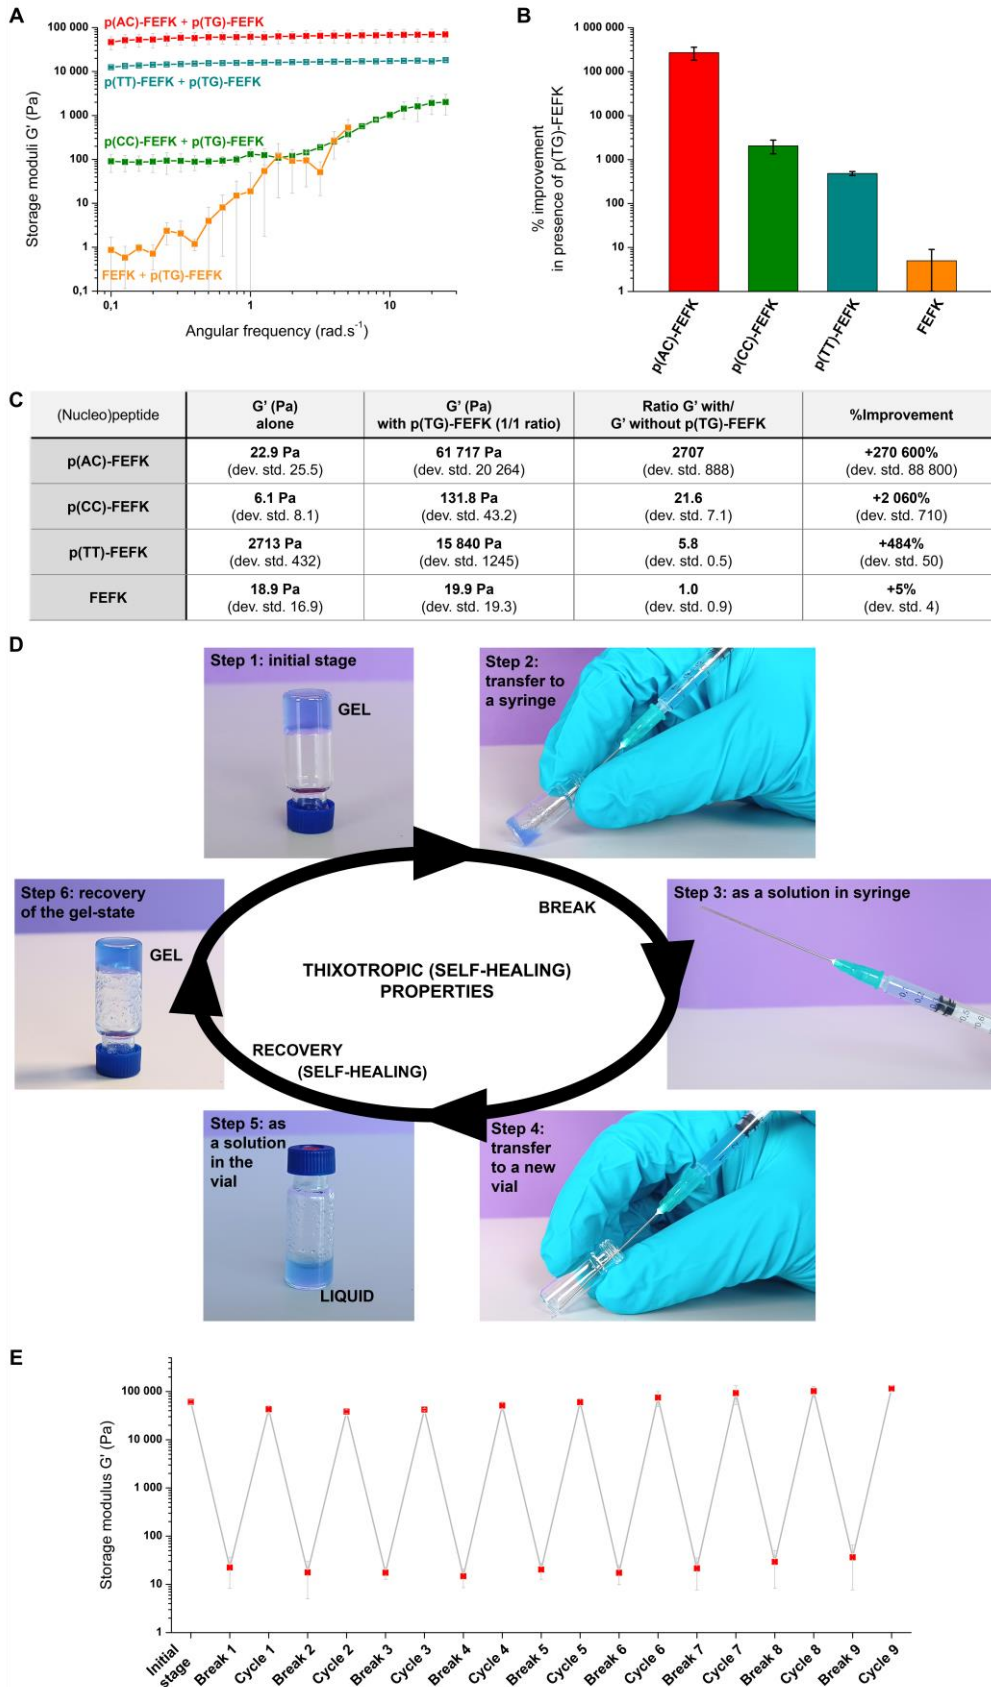 A
p(AC)-FEFK + p(TG)-FEFK
p(TT)-FEFK + p(TG)-FEFK
p(CC)-FEFK + p(TG)-FEFK
FEFK + p(TG)-FEFK
Storage moduli G' (Pa)
100 000
10 000
1 000
100
10
1
0,1
0,1
1
10
Angular frequency (rad.s-1)
B
% improvement
in presence of p(TG)-FEFK
1 000 000
100 000
10 000
1 000
100
10
1
p(AC)-FEFK
p(CC)-FEFK
p(TT)-FEFK
FEFK
C
(Nucleo)peptide
G' (Pa)
alone
G' (Pa)
with p(TG)-FEFK (1/1 ratio)
Ratio G' with/
G' without p(TG)-FEFK
%Improvement
p(AC)-FEFK
22.9 Pa
(dev. std. 25.5)
61 717 Pa
(dev. std. 20 264)
2707
(dev. std. 888)
+270 600%
(dev. std. 88 800)
p(CC)-FEFK
6.1 Pa
(dev. std. 8.1)
131.8 Pa
(dev. std. 43.2)
21.6
(dev. std. 7.1)
+2 060%
(dev. std. 710)
p(TT)-FEFK
2713 Pa
(dev. std. 432)
15 840 Pa
(dev. std. 1245)
5.8
(dev. std. 0.5)
+484%
(dev. std. 50)
FEFK
18.9 Pa
(dev. std. 16.9)
19.9 Pa
(dev. std. 19.3)
1.0
(dev. std. 0.9)
+5%
(dev. std. 4)
D
Step 1: initial stage
GEL
Step 2:
transfer to
a syringe
BREAK
Step 3: as a solution in syringe
Step 4:
transfer
to a new
vial
Step 5: as
a solution
in the
vial
LIQUID
Step 6: recovery
of the gel-state
GEL
THIXOTROPIC (SELF-HEALING)
PROPERTIES
RECOVERY
(SELF-HEALING)
E
Storage modulus G' (Pa)
100 000
10 000
1 000
100
10
1
Initial
stage
Break 1
Cycle 1
Break 2
Cycle 2
Break 3
Cycle 3
Break 4
Cycle 4
Break 5
Cycle 5
Break 6
Cycle 6
Break 7
Cycle 7
Break 8
Cycle 8
Break 9
Cycle 9